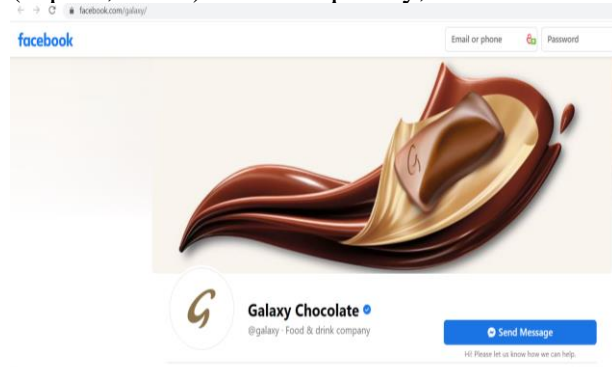 facebook.com/galaxy/
facebook
Email or phone
Password
G
G
Galaxy Chocolate
@galaxy · Food & drink company
Send Message
Hi! Please let us know how we can help.